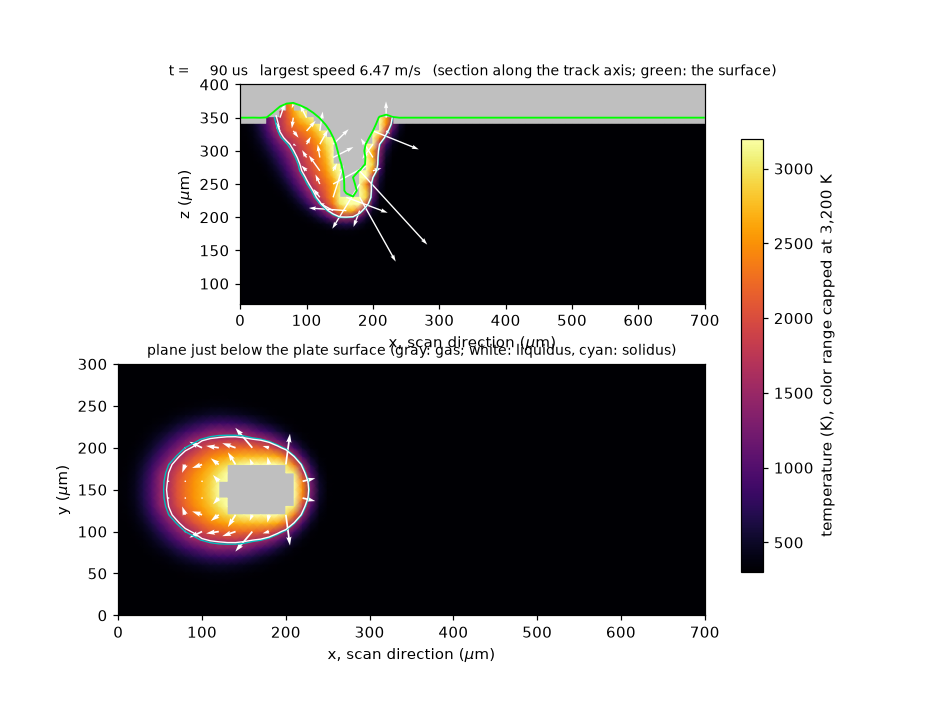 t =     90 us   largest speed 6.47 m/s   (section along the track axis; green: the surface)
400
350
300
250
200
150
100
z (μm)
0 100 200 300 400 500 600 700
x, scan direction (μm)
plane just below the plate surface (gray: gas; white: liquidus, cyan: solidus)
300
250
200
150
100
50
0
y (μm)
0 100 200 300 400 500 600 700
x, scan direction (μm)
3000
2500
2000
1500
1000
500
temperature (K), color range capped at 3,200 K